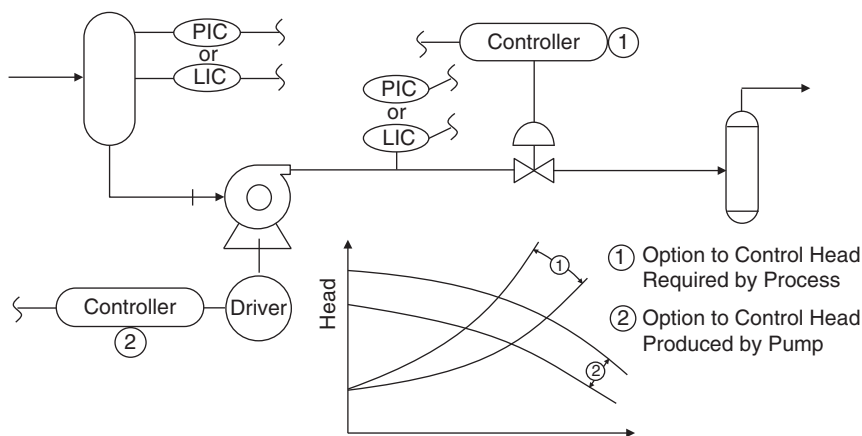 PIC
or
LIC
Controller 1
PIC
or
LIC
Controller
2
Driver
Head
1
2
1 Option to Control Head
Required by Process
2 Option to Control Head
Produced by Pump